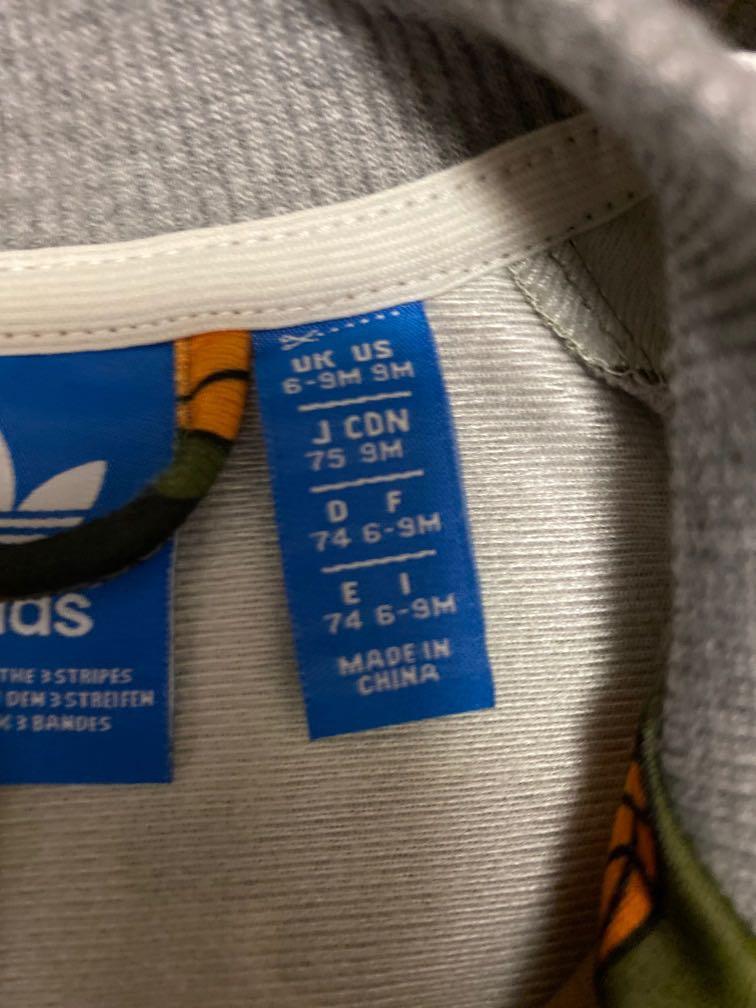 das
THE 3 STRIPES
DEM 3 STREIFEN
3 BANDES
UK US
6-9M 9M
J CDN
75 9M
D F
74 6-9M
E I
74 6-9M
MADE IN
CHINA